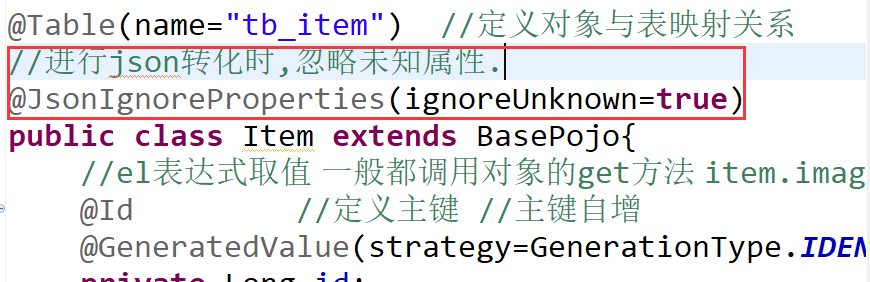 @Table(name="tb_item")  //定义对象与表映射关系
//进行json转化时,忽略未知属性.
@JsonIgnoreProperties(ignoreUnknown=true)
public class Item extends BasePojo{
//el表达式取值 一般都调用对象的get方法 item.imag
@Id //定义主键 //主键自增
@GeneratedValue(strategy=GenerationType.IDEN
private Long id;